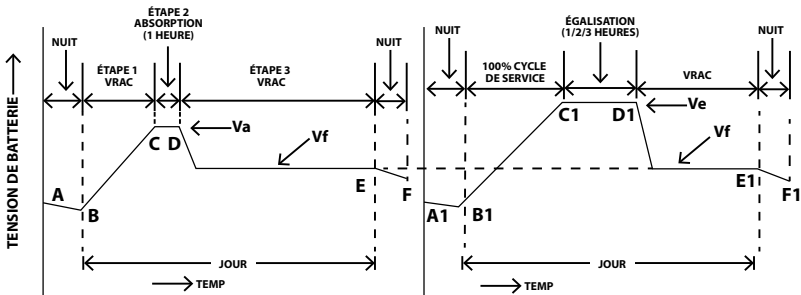 TENSION DE BATTERIE
NUIT
ÉTAPE 1
VRAC
ÉTAPE 2
ABSORPTION
(1 HEURE)
ÉTAPE 3
VRAC
NUIT
Va
Vf
A
B
C
D
E
F
JOUR
TEMP
NUIT
100% CYCLE
DE SERVICE
ÉGALISATION
(1/2/3 HEURES)
VRAC
NUIT
Ve
Vf
A1
B1
C1
D1
E1
F1
JOUR
TEMP